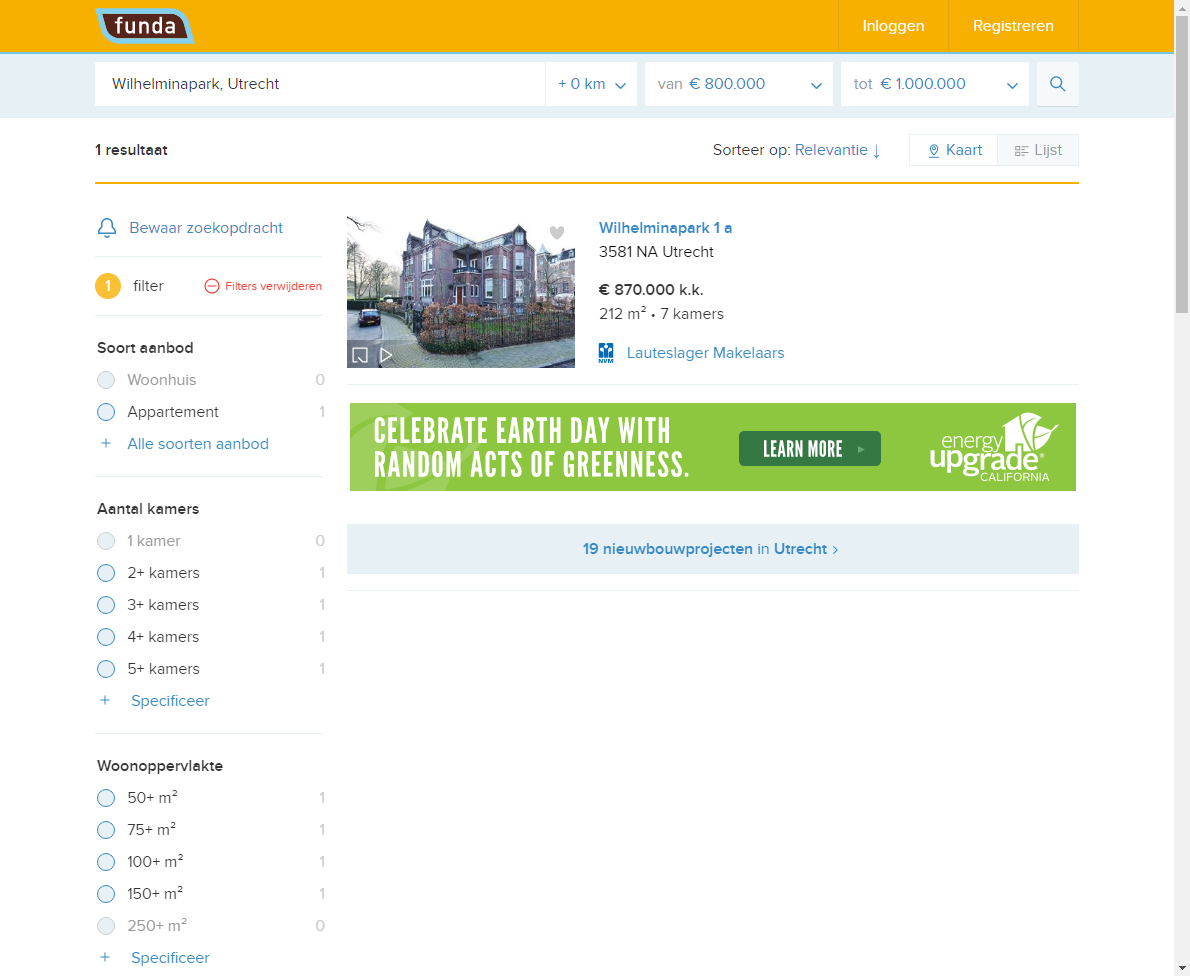 funda
Inloggen
Registreren
Wilhelminapark, Utrecht
+ 0 km
van € 800.000
tot € 1.000.000
1 resultaat
Sorteer op: Relevantie ↓
Kaart
Lijst
Bewaar zoekopdracht
1 filter
Filters verwijderen
Soort aanbod
Woonhuis 0
Appartement 1
+ Alle soorten aanbod
Aantal kamers
1 kamer 0
2+ kamers 1
3+ kamers 1
4+ kamers 1
5+ kamers 1
+ Specificeer
Woonoppervlakte
50+ m² 1
75+ m² 1
100+ m² 1
150+ m² 1
250+ m² 0
+ Specificeer
Wilhelminapark 1 a
3581 NA Utrecht
€ 870.000 k.k.
212 m² • 7 kamers
NVM
Lauteslager Makelaars
CELEBRATE EARTH DAY WITH
RANDOM ACTS OF GREENNESS.
LEARN MORE
energy
upgrade®
CALIFORNIA
19 nieuwbouwprojecten in Utrecht ›